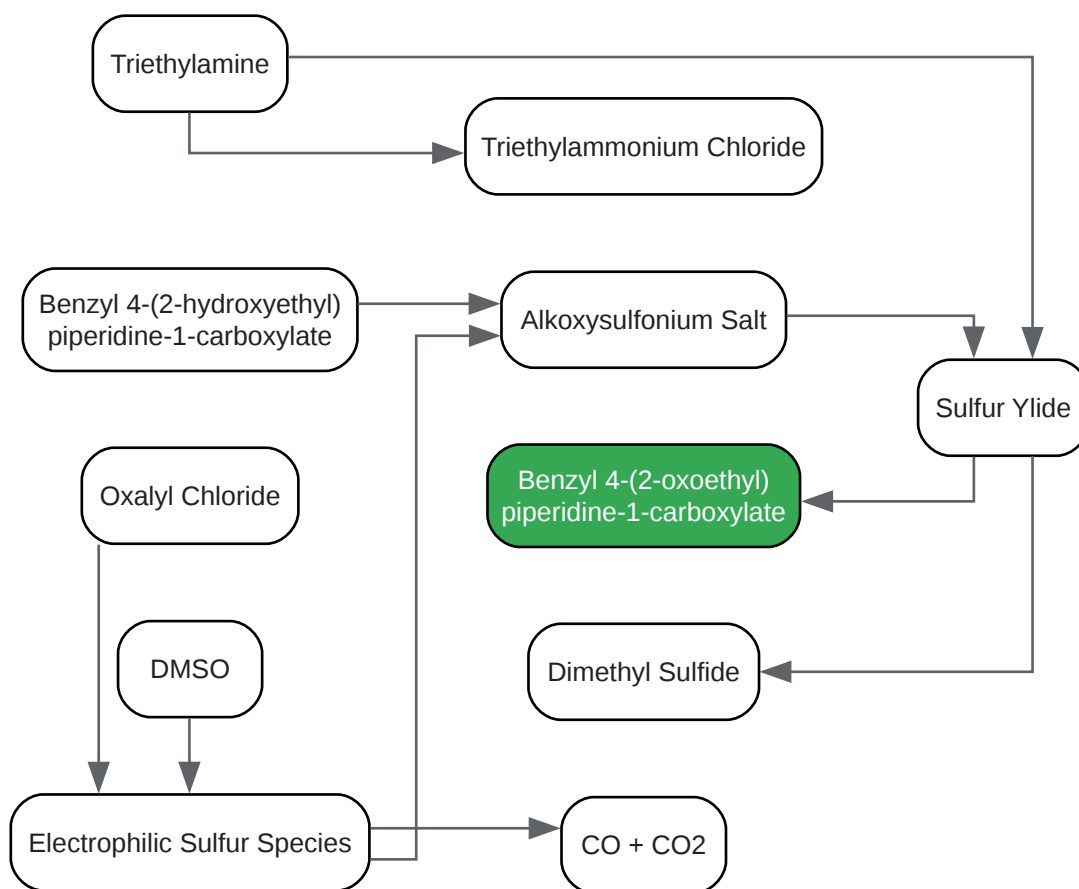 Triethylamine
Triethylammonium Chloride
Benzyl 4-(2-hydroxyethyl)
piperidine-1-carboxylate
Alkoxysulfonium Salt
Sulfur Ylide
Oxalyl Chloride
Benzyl 4-(2-oxoethyl)
piperidine-1-carboxylate
DMSO
Dimethyl Sulfide
Electrophilic Sulfur Species
CO + CO2